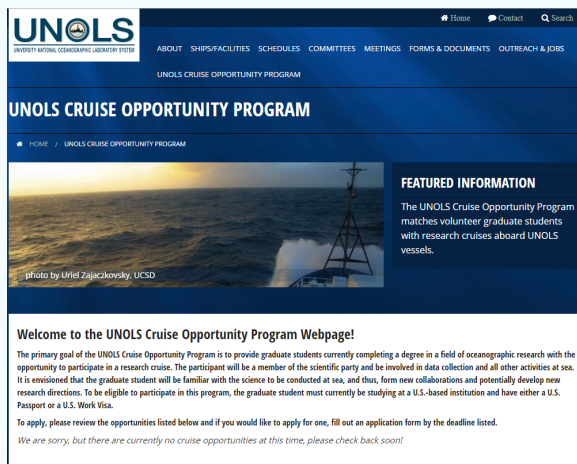 Home Contact Search
UNOLS
UNIVERSITY-NATIONAL OCEANOGRAPHIC LABORATORY SYSTEM
ABOUT SHIPS/FACILITIES SCHEDULES COMMITTEES MEETINGS FORMS & DOCUMENTS OUTREACH & JOBS
UNOLS CRUISE OPPORTUNITY PROGRAM
UNOLS CRUISE OPPORTUNITY PROGRAM
HOME / UNOLS CRUISE OPPORTUNITY PROGRAM
photo by Uriel Zajaczkovsky, UCSD
FEATURED INFORMATION
The UNOLS Cruise Opportunity Program
matches volunteer graduate students
with research cruises aboard UNOLS
vessels.
Welcome to the UNOLS Cruise Opportunity Program Webpage!
The primary goal of the UNOLS Cruise Opportunity Program is to provide graduate students currently completing a degree in a field of oceanographic research with the
opportunity to participate in a research cruise. The participant will be a member of the scientific party and be involved in data collection and all other activities at sea.
It is envisioned that the graduate student will be familiar with the science to be conducted at sea, and thus, form new collaborations and potentially develop new
research directions. To be eligible to participate in this program, the graduate student must currently be studying at a U.S.-based institution and have either a U.S.
Passport or a U.S. Work Visa.
To apply, please review the opportunities listed below and if you would like to apply for one, fill out an application form by the deadline listed.
We are sorry, but there are currently no cruise opportunities at this time, please check back soon!